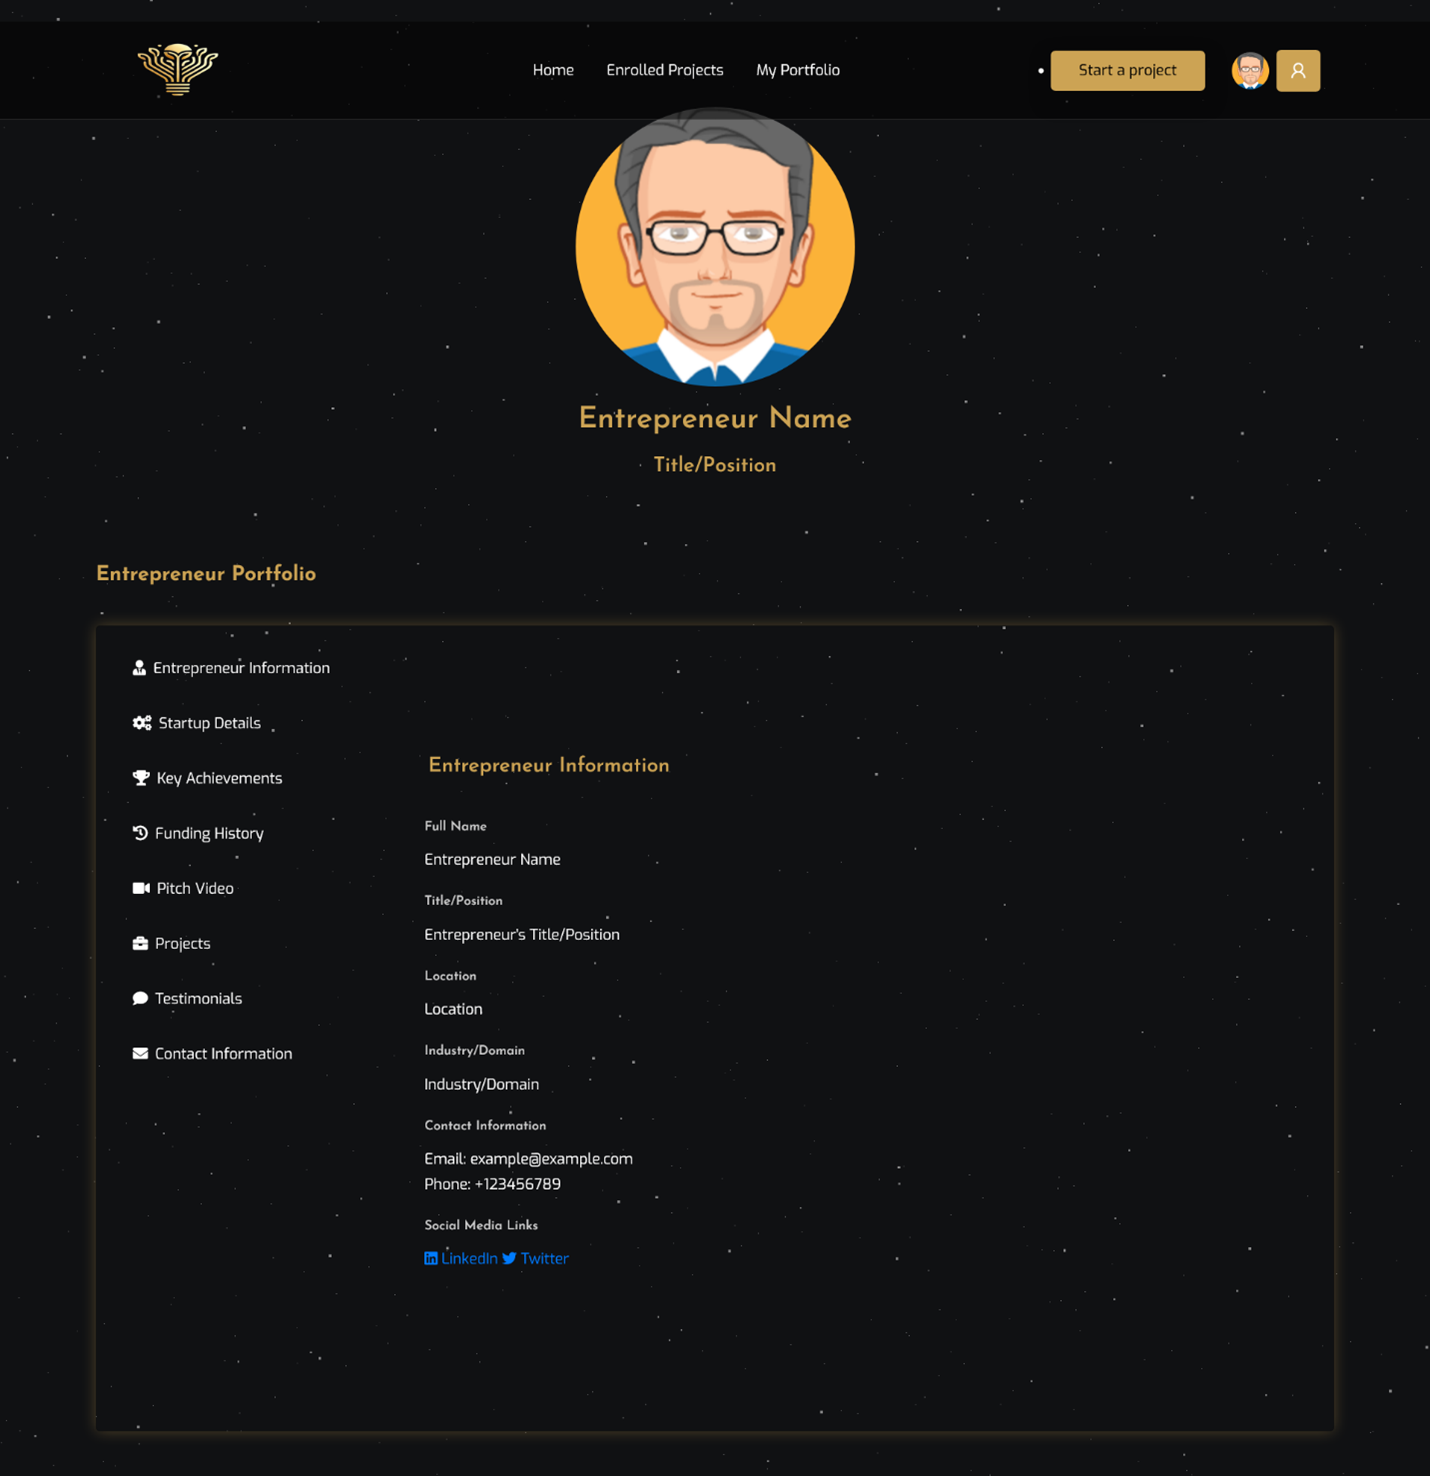 Home Enrolled Projects My Portfolio Start a project
Entrepreneur Name
Title/Position
Entrepreneur Portfolio
Entrepreneur Information
Startup Details
Key Achievements
Funding History
Pitch Video
Projects
Testimonials
Contact Information
Entrepreneur Information
Full Name
Entrepreneur Name
Title/Position
Entrepreneur's Title/Position
Location
Location
Industry/Domain
Industry/Domain
Contact Information
Email: example@example.com
Phone: +123456789
Social Media Links
LinkedIn Twitter